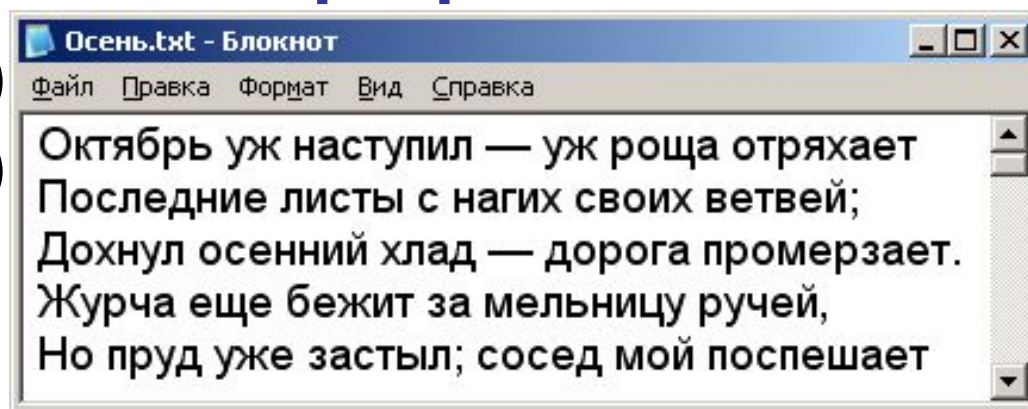 Осень.txt - Блокнот
Файл Правка Формат Вид Справка
Октябрь уж наступил — уж роща отряхает
Последние листы с нагих своих ветвей;
Дохнул осенний хлад — дорога промерзает.
Журча еще бежит за мельницу ручей,
Но пруд уже застыл; сосед мой поспешает